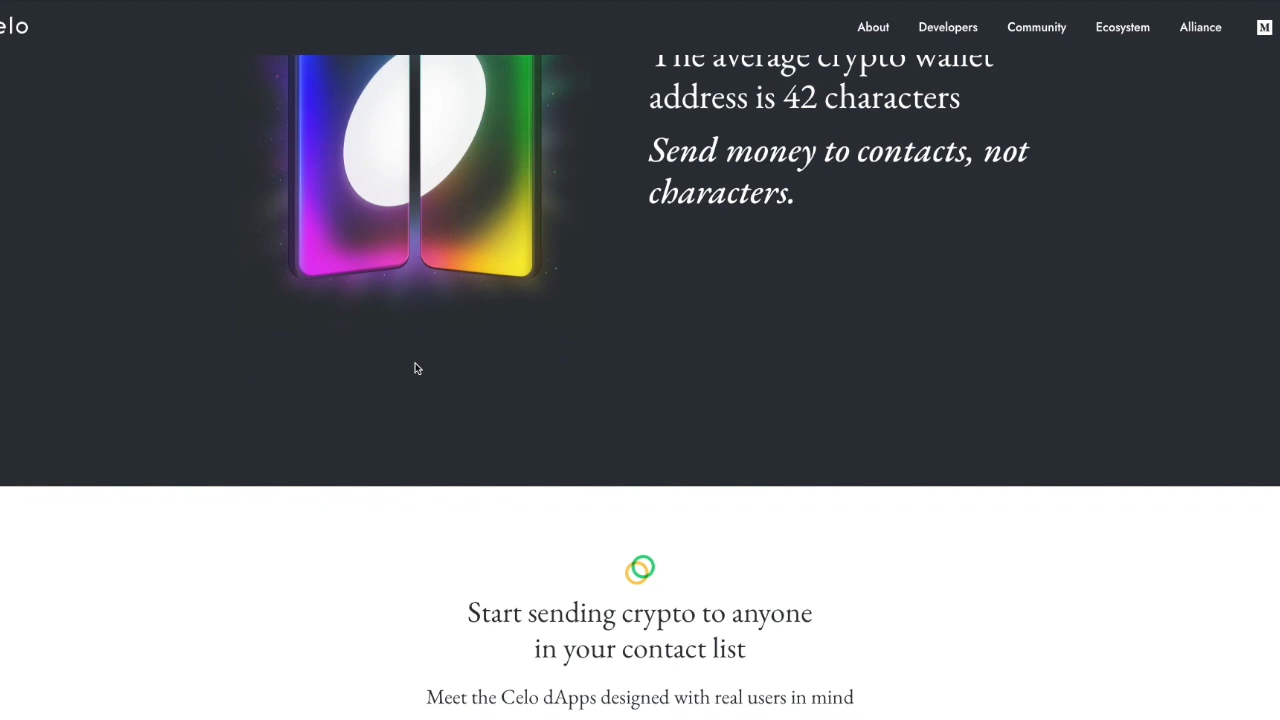 elo
About Developers Community Ecosystem Alliance M
The average crypto wallet
address is 42 characters
Send money to contacts, not
characters.
Start sending crypto to anyone
in your contact list
Meet the Celo dApps designed with real users in mind